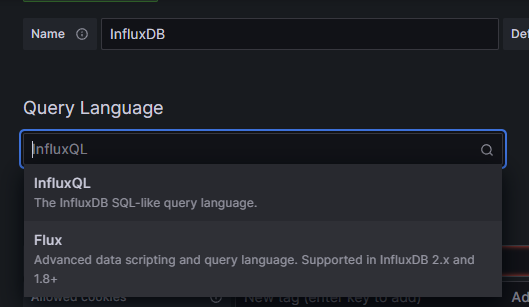 Name
InfluxDB
Def
Query Language
InfluxQL
InfluxQL
The InfluxDB SQL-like query language.
Flux
Advanced data scripting and query language. Supported in InfluxDB 2.x and
1.8+
Allowed cookies
New tag (enter key to add)
Ad